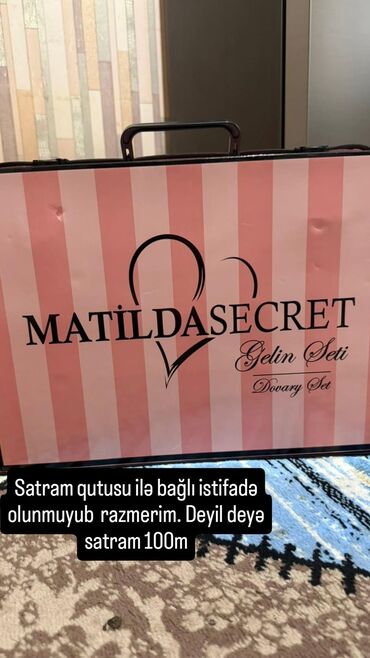 MATİLDASECRET
Gelin Seti
Dovary Set
Satram qutusu ilə bağlı istifadə
olunmuyub razmerim. Deyil deyə
satram 100m